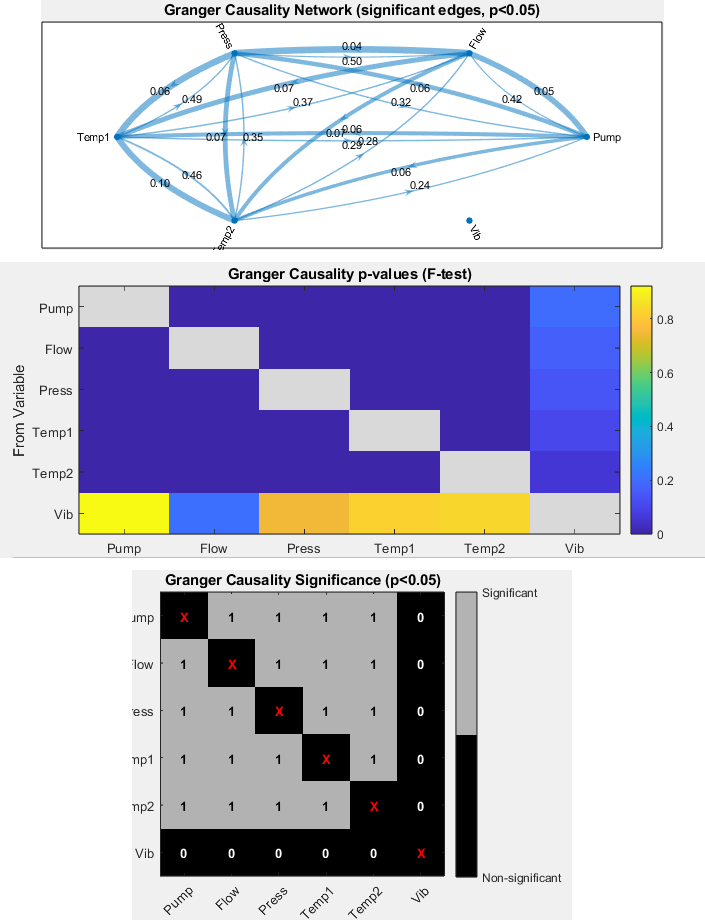 Granger Causality Network (significant edges, p<0.05)
Press
Flow
0.04
0.50
0.06
0.07
0.06
0.05
0.49
0.37
0.32
0.42
Temp1
0.07
0.35
0.07
0.06
0.28
0.29
Pump
0.46
0.10
0.06
0.24
emp2
Vib
Granger Causality p-values (F-test)
From Variable
Pump
Flow
Press
Temp1
Temp2
Vib
Pump Flow Press Temp1 Temp2 Vib
0.8
0.6
0.4
0.2
0
Granger Causality Significance (p<0.05)
ump X 1 1 1 1 0
low 1 X 1 1 1 0
ess 1 1 X 1 1 0
mp1 1 1 1 X 1 0
mp2 1 1 1 1 X 0
Vib 0 0 0 0 0 X
Pump Flow Press Temp1 Temp2 Vib
Significant
Non-significant